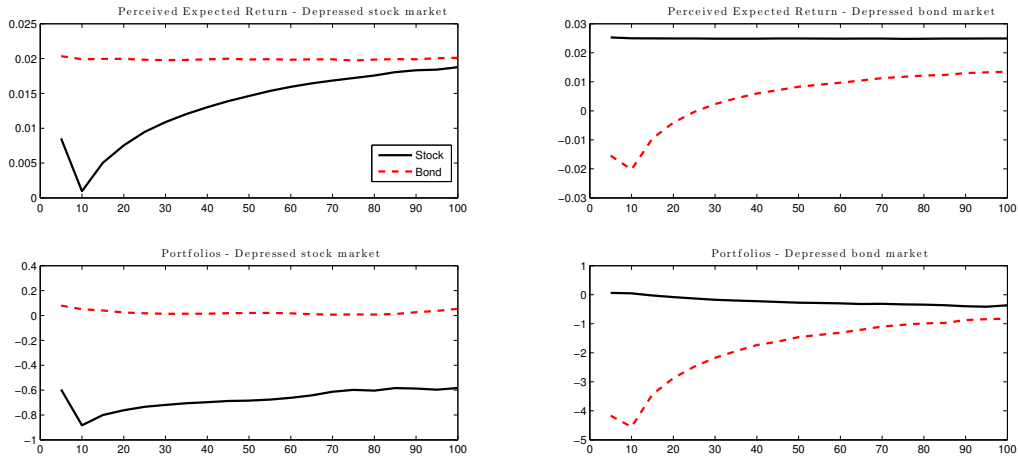 Perceived Expected Return - Depressed stock market
0.025
0.02
0.015
0.01
0.005
0
0 10 20 30 40 50 60 70 80 90 100
Stock
Bond
Perceived Expected Return - Depressed bond market
0.03
0.02
0.01
0
−0.01
−0.02
−0.03
0 10 20 30 40 50 60 70 80 90 100
Portfolios - Depressed stock market
0.4
0.2
0
−0.2
−0.4
−0.6
−0.8
−1
0 10 20 30 40 50 60 70 80 90 100
Portfolios - Depressed bond market
1
0
−1
−2
−3
−4
−5
0 10 20 30 40 50 60 70 80 90 100